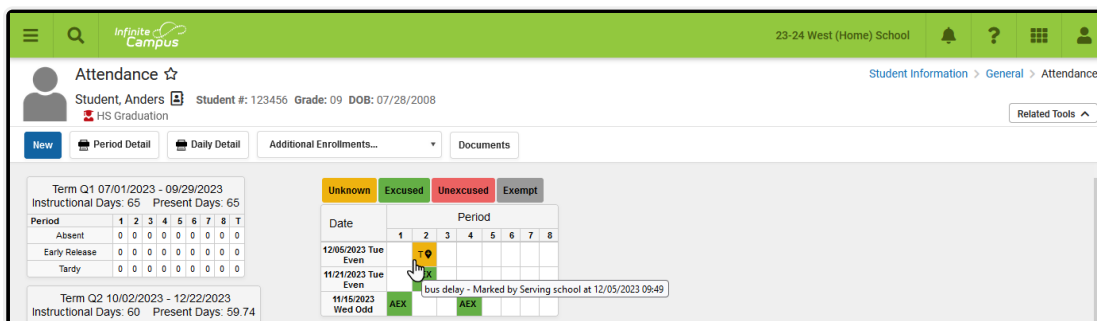 Infinite Campus
23-24 West (Home) School
?
Attendance
Student Information > General > Attendance
Student, Anders Student #: 123456 Grade: 09 DOB: 07/28/2008
HS Graduation
Related Tools
New Period Detail Daily Detail Additional Enrollments... Documents
Term Q1 07/01/2023 - 09/29/2023
Instructional Days: 65 Present Days: 65
Period 1 2 3 4 5 6 7 8 T
Absent 0 0 0 0 0 0 0 0 0
Early Release 0 0 0 0 0 0 0 0 0
Tardy 0 0 0 0 0 0 0 0 0
Term Q2 10/02/2023 - 12/22/2023
Instructional Days: 60 Present Days: 59.74
Unknown Excused Unexcused Exempt
Date Period
1 2 3 4 5 6 7 8
12/05/2023 Tue
Even T
11/21/2023 Tue
Even
bus delay - Marked by Serving school at 12/05/2023 09:49
11/15/2023
Wed Odd AEX AEX